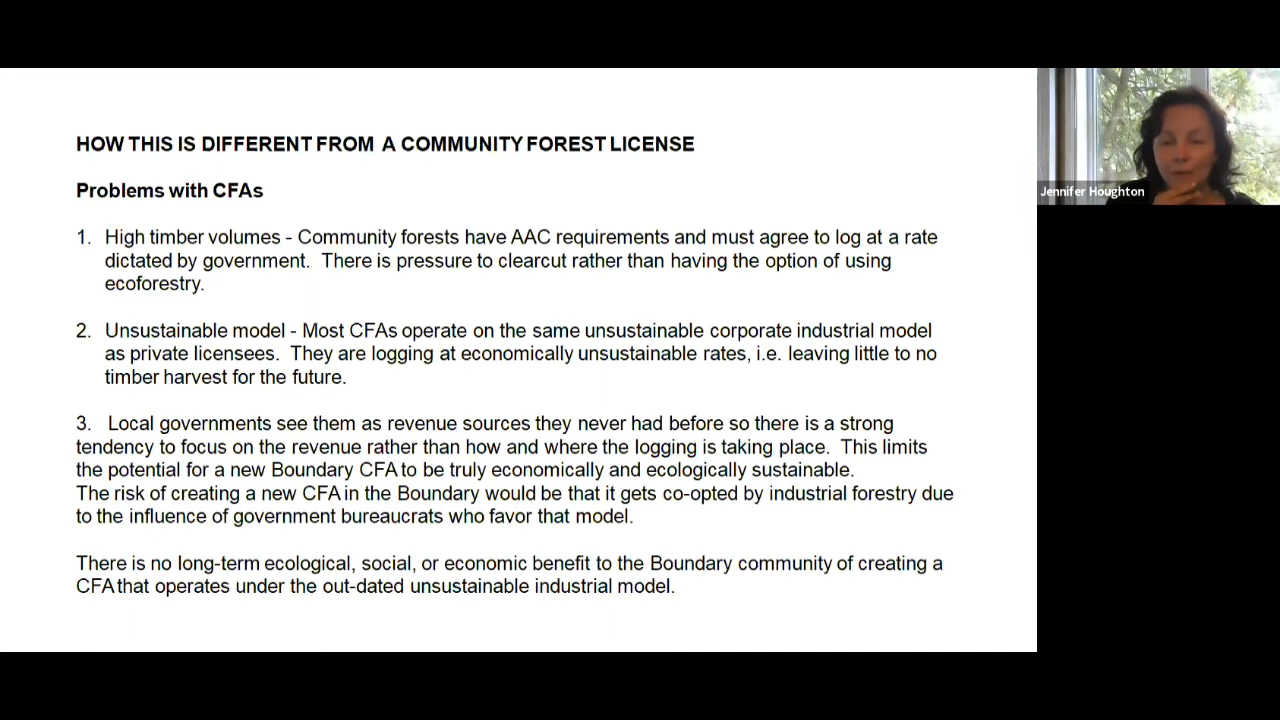 HOW THIS IS DIFFERENT FROM A COMMUNITY FOREST LICENSE
Problems with CFAs
1. High timber volumes - Community forests have AAC requirements and must agree to log at a rate
dictated by government. There is pressure to clearcut rather than having the option of using
ecoforestry.
2. Unsustainable model - Most CFAs operate on the same unsustainable corporate industrial model
as private licensees. They are logging at economically unsustainable rates, i.e. leaving little to no
timber harvest for the future.
3. Local governments see them as revenue sources they never had before so there is a strong
tendency to focus on the revenue rather than how and where the logging is taking place. This limits
the potential for a new Boundary CFA to be truly economically and ecologically sustainable.
The risk of creating a new CFA in the Boundary would be that it gets co-opted by industrial forestry due
to the influence of government bureaucrats who favor that model.
There is no long-term ecological, social, or economic benefit to the Boundary community of creating a
CFA that operates under the out-dated unsustainable industrial model.
Jennifer Houghton